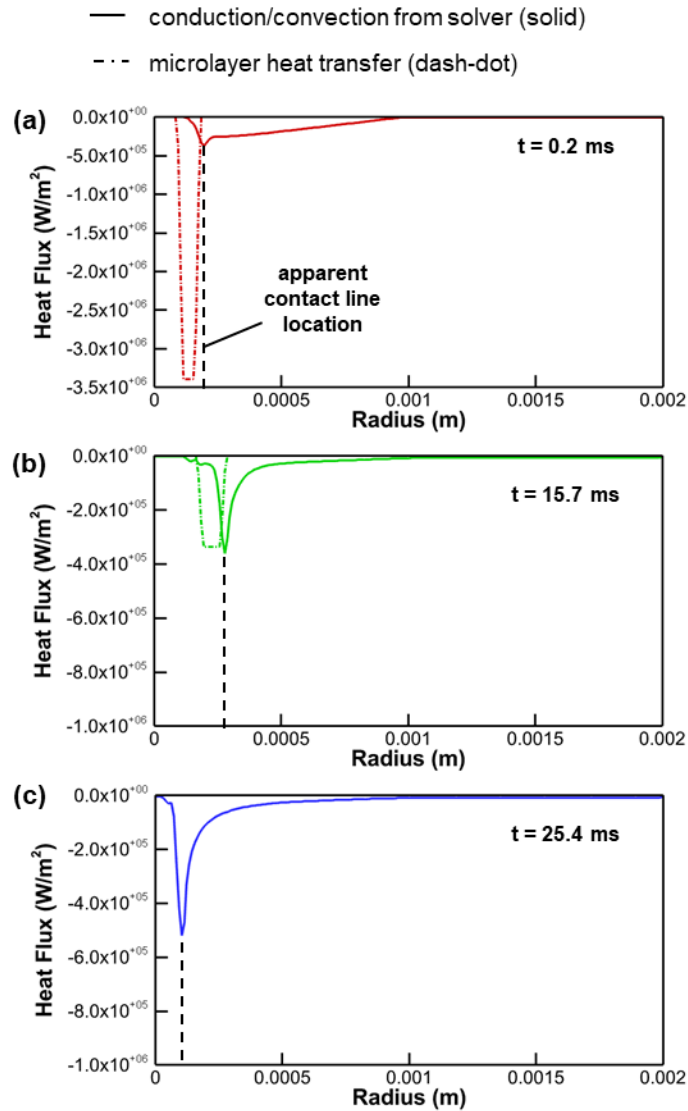 conduction/convection from solver (solid)
microlayer heat transfer (dash-dot)
(a)
0.0x10^+00
-5.0x10^+05
-1.0x10^+06
-1.5x10^+06
-2.0x10^+06
-2.5x10^+06
-3.0x10^+06
-3.5x10^+06
Heat Flux (W/m²)
t = 0.2 ms
apparent
contact line
location
0 0.0005 0.001 0.0015 0.002
Radius (m)
(b)
0.0x10^+00
-2.0x10^+05
-4.0x10^+05
-6.0x10^+05
-8.0x10^+05
-1.0x10^+06
Heat Flux (W/m²)
t = 15.7 ms
0 0.0005 0.001 0.0015 0.002
Radius (m)
(c)
0.0x10^+00
-2.0x10^+05
-4.0x10^+05
-6.0x10^+05
-8.0x10^+05
-1.0x10^+06
Heat Flux (W/m²)
t = 25.4 ms
0 0.0005 0.001 0.0015 0.002
Radius (m)